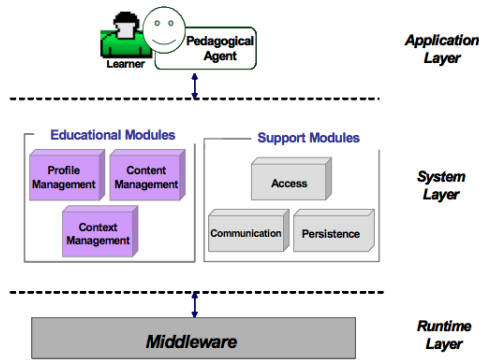 Pedagogical
Agent
Learner
Application
Layer
Educational Modules
Support Modules
Profile
Management
Content
Management
Context
Management
Access
Communication
Persistence
System
Layer
Middleware
Runtime
Layer